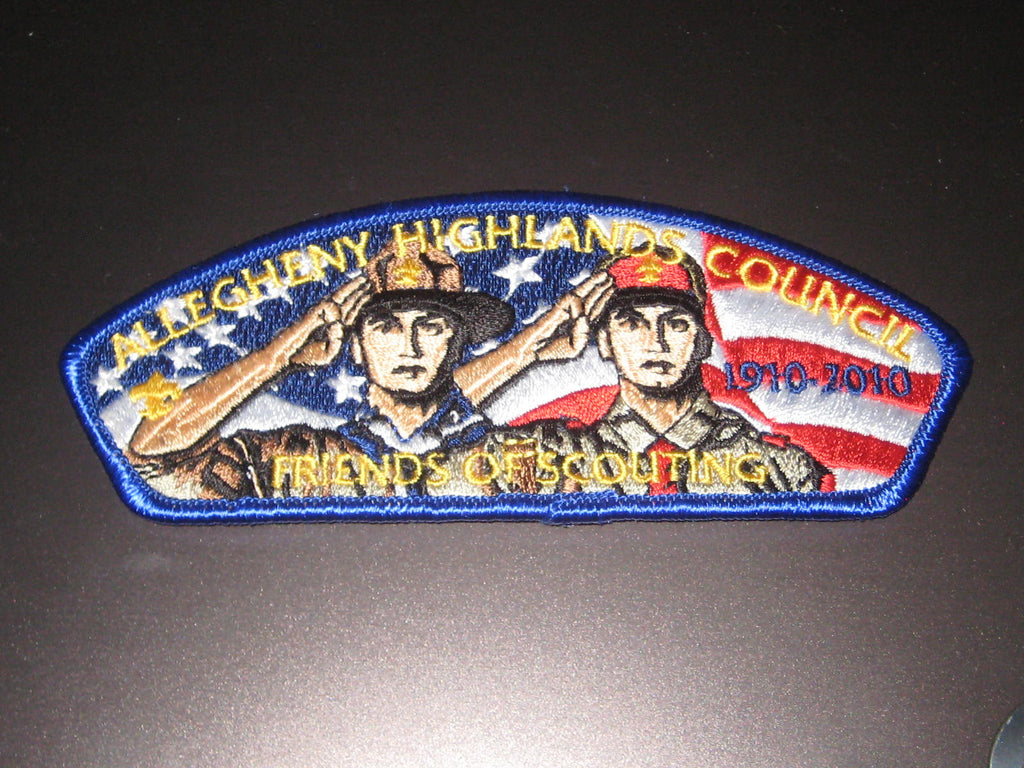 ALLEGHENY HIGHLANDS COUNCIL
1910-2010
FRIENDS OF SCOUTING